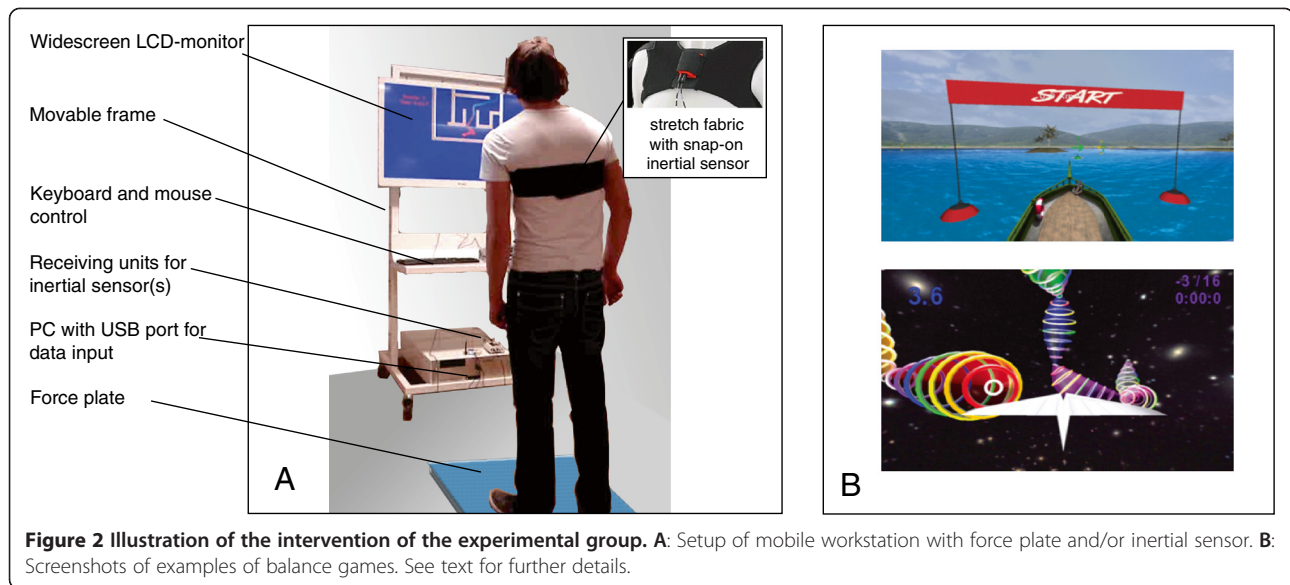 Widescreen LCD-monitor
Movable frame
Keyboard and mouse
control
Receiving units for
inertial sensor(s)
PC with USB port for
data input
Force plate
stretch fabric
with snap-on
inertial sensor
A
START
3.6
-3/16
0:00:0
B
Figure 2 Illustration of the intervention of the experimental group. A: Setup of mobile workstation with force plate and/or inertial sensor. B:
Screenshots of examples of balance games. See text for further details.